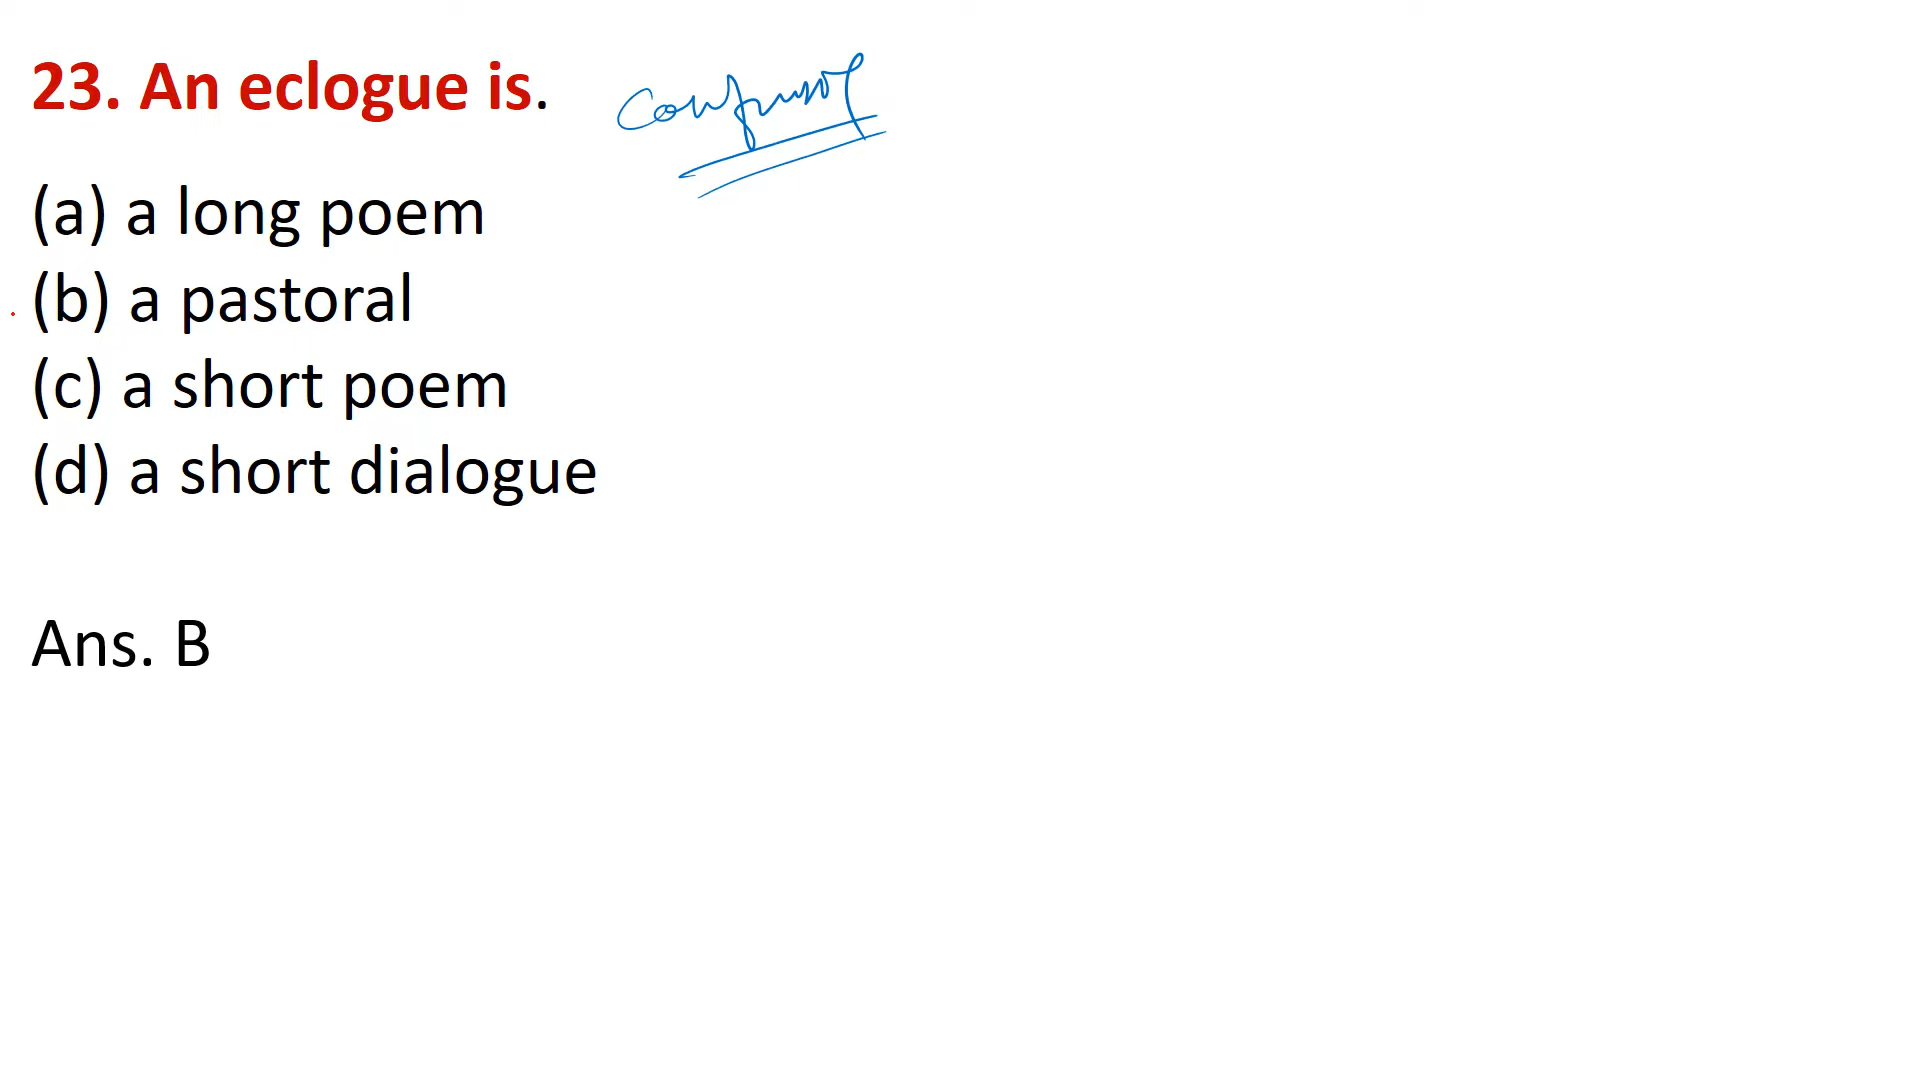 23. An eclogue is.
(a) a long poem
(b) a pastoral
(c) a short poem
(d) a short dialogue
Ans. B